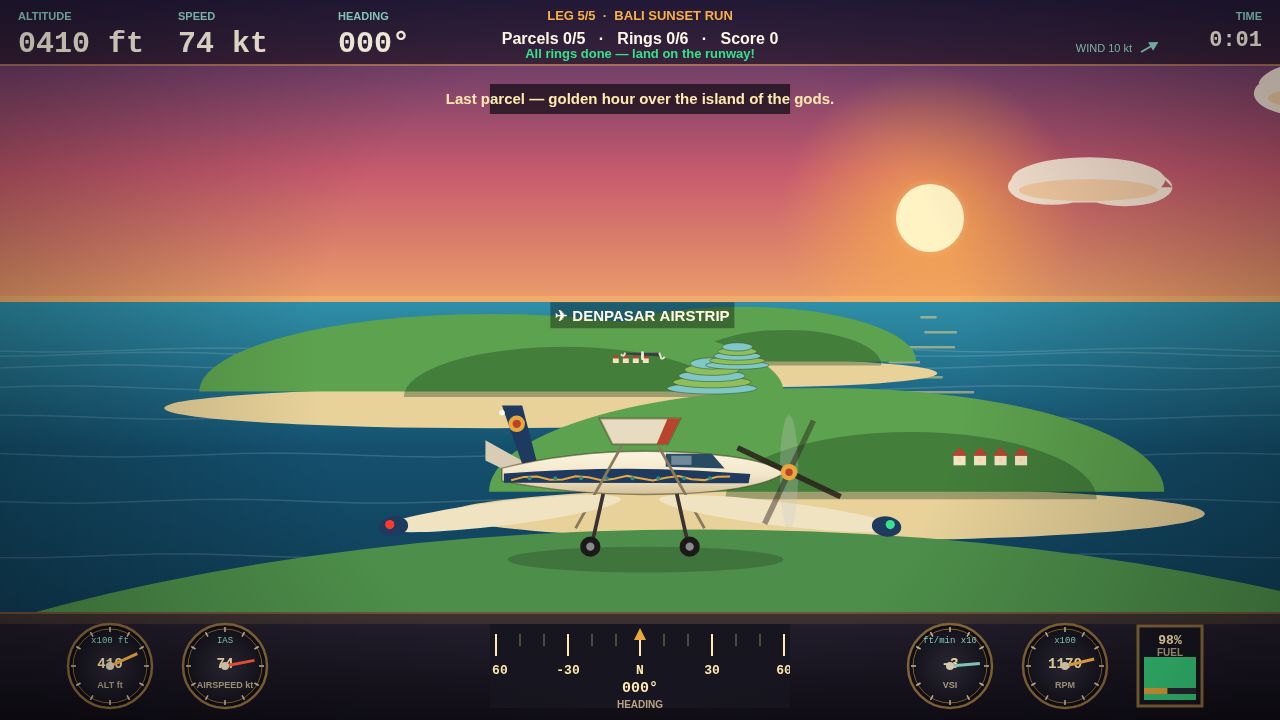 ALTITUDE
0410 ft
SPEED
74 kt
HEADING
000°
LEG 5/5 · BALI SUNSET RUN
Parcels 0/5 · Rings 0/6 · Score 0
All rings done — land on the runway!
WIND 10 kt
TIME
0:01
Last parcel — golden hour over the island of the gods.
✈ DENPASAR AIRSTRIP
x100 ft
410
ALT ft
IAS
74
AIRSPEED kt
60 -30 N 30 60
000°
HEADING
ft/min x10
-3
VSI
x100
1170
RPM
98%
FUEL